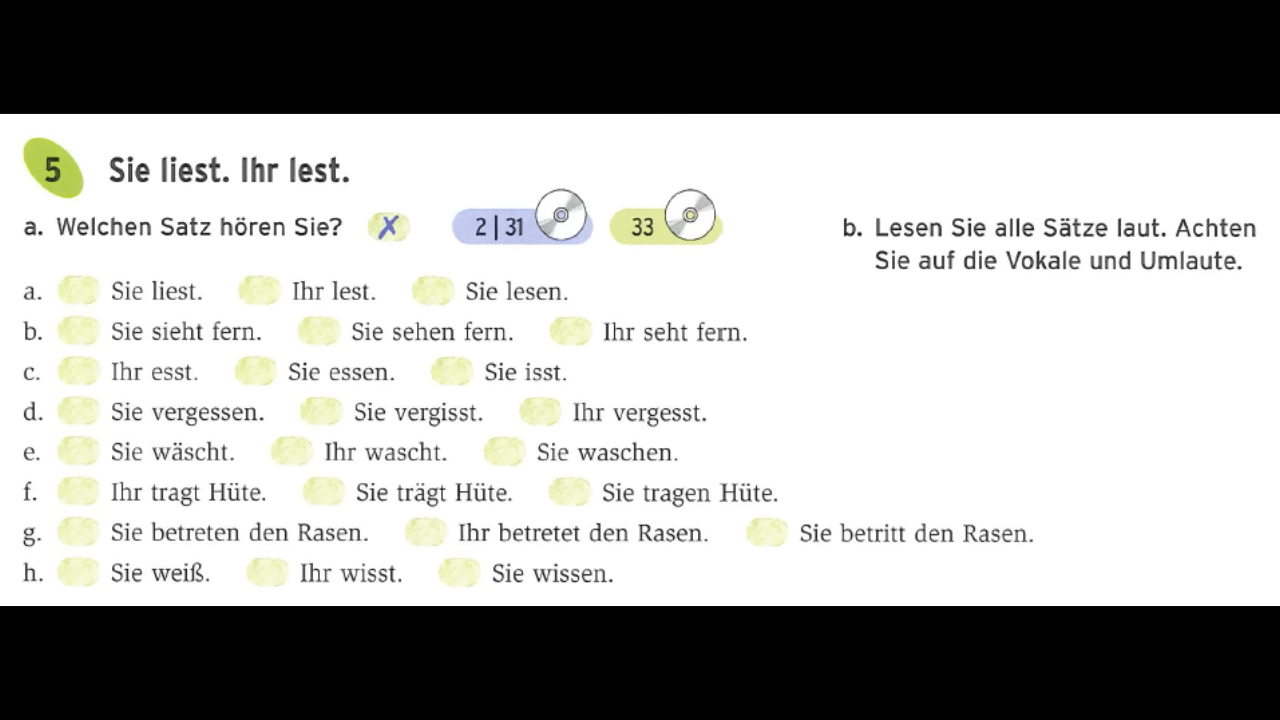 5 Sie liest. Ihr lest.
a. Welchen Satz hören Sie? X 2|31 33
b. Lesen Sie alle Sätze laut. Achten
Sie auf die Vokale und Umlaute.
a. Sie liest. Ihr lest. Sie lesen.
b. Sie sieht fern. Sie sehen fern. Ihr seht fern.
c. Ihr esst. Sie essen. Sie isst.
d. Sie vergessen. Sie vergisst. Ihr vergesst.
e. Sie wäscht. Ihr wascht. Sie waschen.
f. Ihr tragt Hüte. Sie trägt Hüte. Sie tragen Hüte.
g. Sie betreten den Rasen. Ihr betretet den Rasen. Sie betritt den Rasen.
h. Sie weiß. Ihr wisst. Sie wissen.